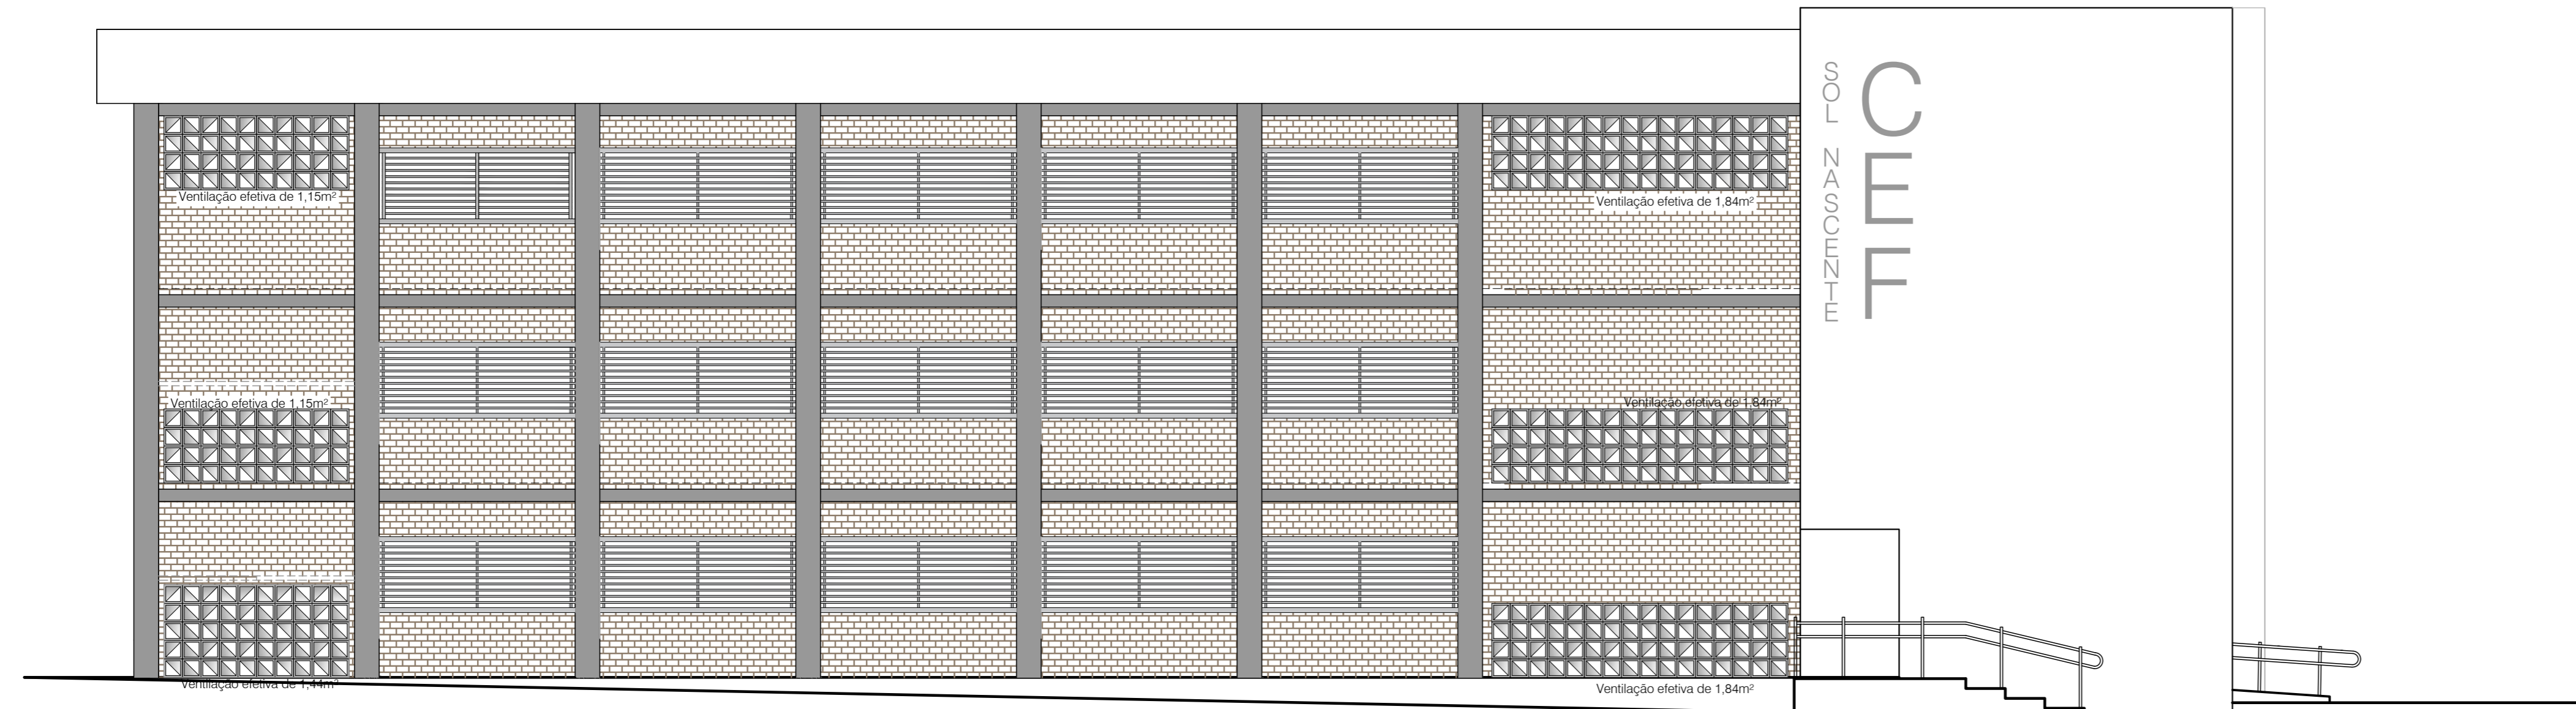 Ventilação efetiva de 1,15m²
Ventilação efetiva de 1,84m²
SOL NASCENTE
CEF
Ventilação efetiva de 1,15m²
Ventilação efetiva de 1,84m²
Ventilação efetiva de 1,44m²
Ventilação efetiva de 1,84m²